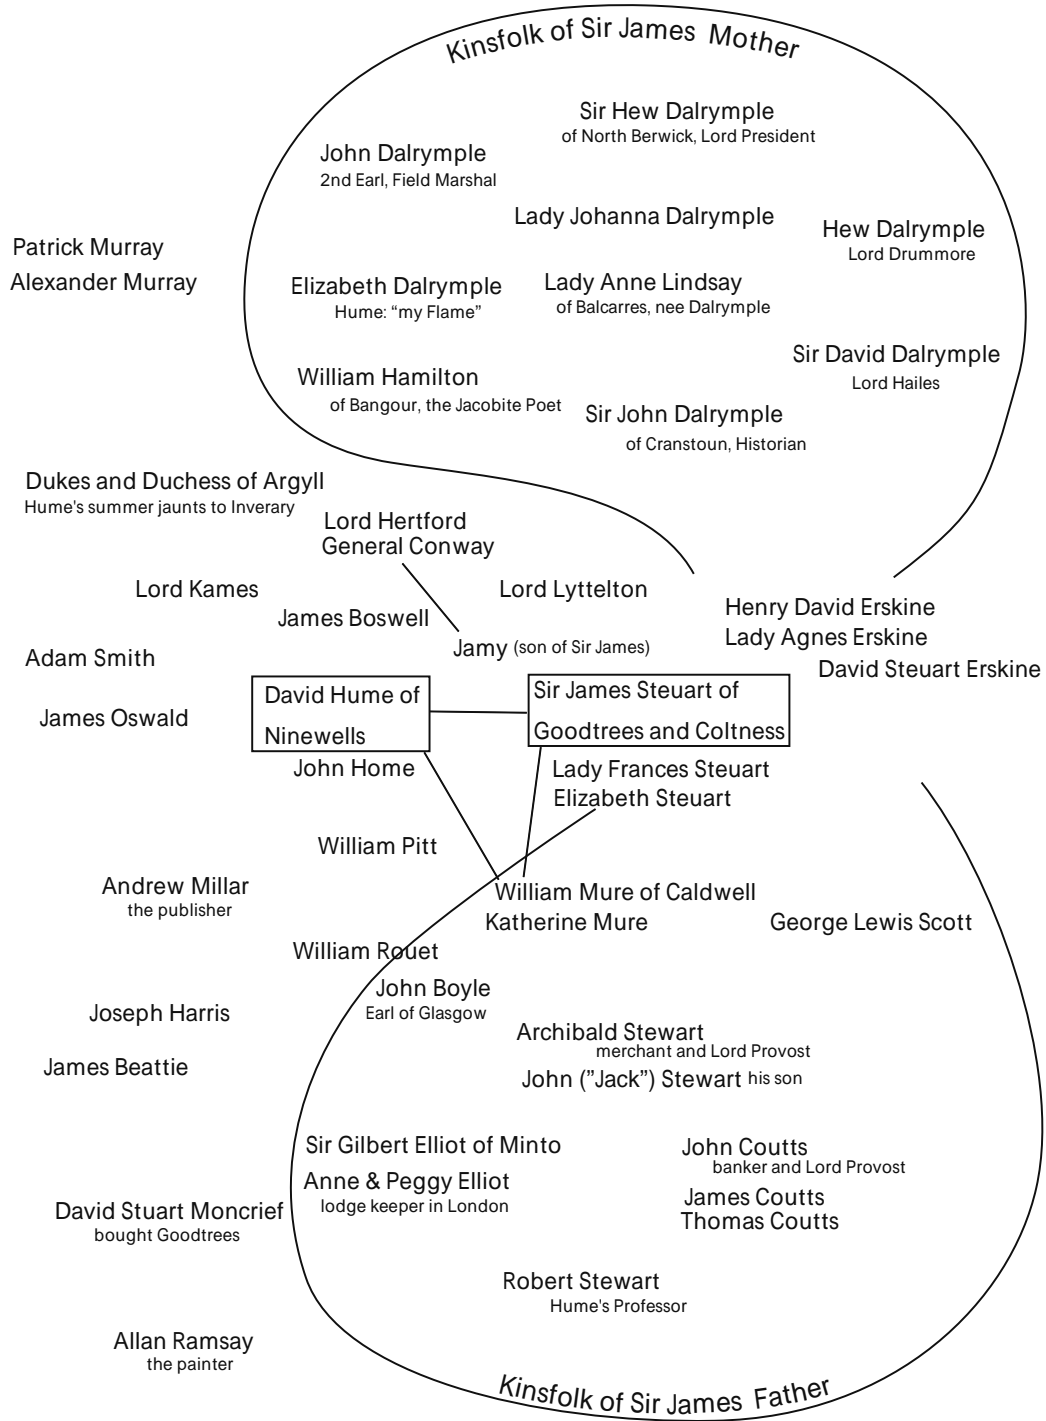 Kinsfolk of Sir James Mother
Sir Hew Dalrymple
of North Berwick, Lord President
John Dalrymple
2nd Earl, Field Marshal
Lady Johanna Dalrymple
Hew Dalrymple
Lord Drummore
Patrick Murray
Alexander Murray
Elizabeth Dalrymple
Hume: “my Flame”
Lady Anne Lindsay
of Balcarres, nee Dalrymple
Sir David Dalrymple
Lord Hailes
William Hamilton
of Bangour, the Jacobite Poet
Sir John Dalrymple
of Cranstoun, Historian
Dukes and Duchess of Argyll
Hume's summer jaunts to Inverary
Lord Hertford
General Conway
Lord Kames
Lord Lyttelton
James Boswell
Henry David Erskine
Lady Agnes Erskine
David Steuart Erskine
Jamy (son of Sir James)
Adam Smith
James Oswald
David Hume of
Ninewells
Sir James Steuart of
Goodtrees and Coltness
John Home
Lady Frances Steuart
Elizabeth Steuart
William Pitt
Andrew Millar
the publisher
William Mure of Caldwell
Katherine Mure
George Lewis Scott
William Rouet
John Boyle
Earl of Glasgow
Joseph Harris
Archibald Stewart
merchant and Lord Provost
John (”Jack”) Stewart his son
James Beattie
Sir Gilbert Elliot of Minto
Anne & Peggy Elliot
lodge keeper in London
John Coutts
banker and Lord Provost
James Coutts
Thomas Coutts
David Stuart Moncrief
bought Goodtrees
Robert Stewart
Hume's Professor
Allan Ramsay
the painter
Kinsfolk of Sir James Father